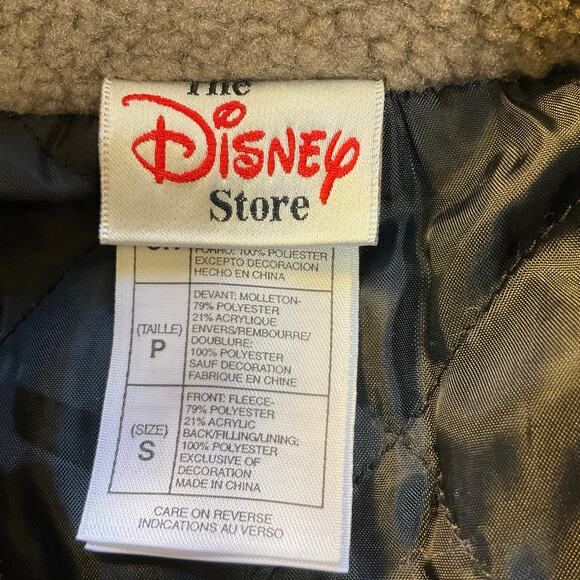 The
Disney
Store
FORRO: 100% POLIESTER
EXCEPTO DECORACION
HECHO EN CHINA
(TAILLE)
P
DEVANT: MOLLETON-
79% POLYESTER
21% ACRYLIQUE
ENVERS/REMBOURRE/
DOUBLURE:
100% POLYESTER
SAUF DECORATION
FABRIQUE EN CHINE
(SIZE)
S
FRONT: FLEECE-
79% POLYESTER
21% ACRYLIC
BACK/FILLING/LINING:
100% POLYESTER
EXCLUSIVE OF
DECORATION
MADE IN CHINA
CARE ON REVERSE
INDICATIONS AU VERSO